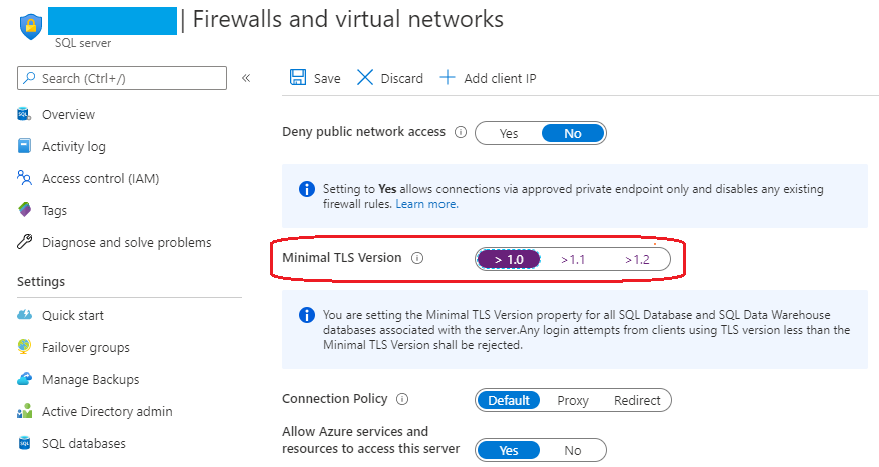 | Firewalls and virtual networks
SQL server
Search (Ctrl+/)
«
Save
Discard
Add client IP
Overview
Activity log
Access control (IAM)
Tags
Diagnose and solve problems
Settings
Quick start
Failover groups
Manage Backups
Active Directory admin
SQL databases
Deny public network access
Yes
No
Setting to Yes allows connections via approved private endpoint only and disables any existing
firewall rules. Learn more.
Minimal TLS Version
> 1.0
>1.1
>1.2
You are setting the Minimal TLS Version property for all SQL Database and SQL Data Warehouse
databases associated with the server.Any login attempts from clients using TLS version less than the
Minimal TLS Version shall be rejected.
Connection Policy
Default
Proxy
Redirect
Allow Azure services and
resources to access this server
Yes
No